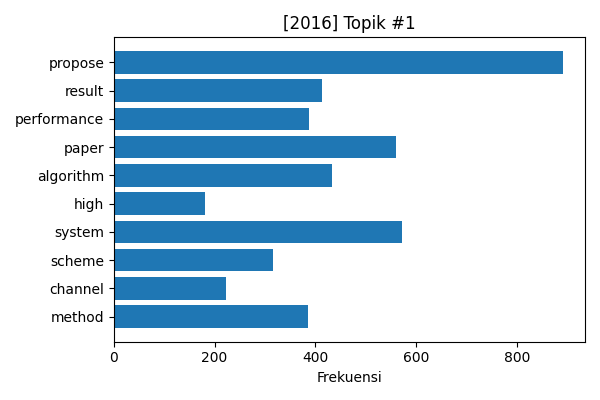 [2016] Topik #1
propose
result
performance
paper
algorithm
high
system
scheme
channel
method
0 200 400 600 800
Frekuensi